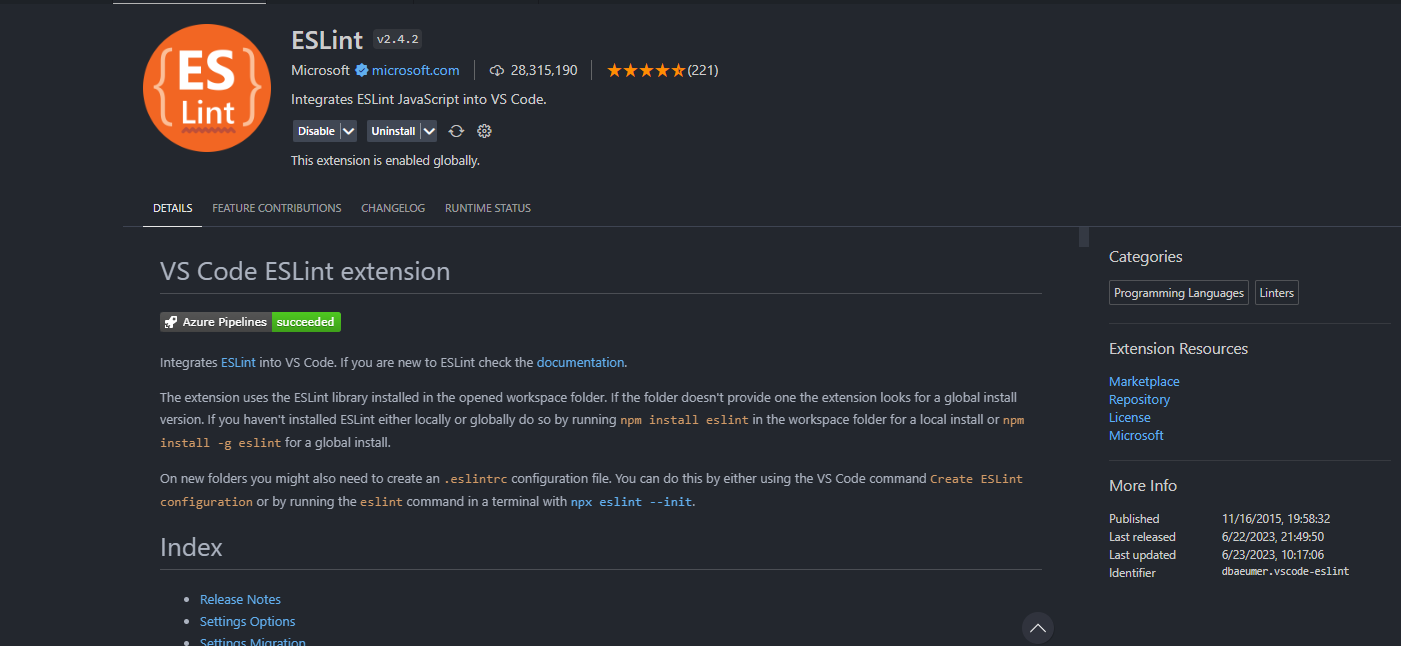 ES
Lint
ESLint v2.4.2
Microsoft microsoft.com 28,315,190 (221)
Integrates ESLint JavaScript into VS Code.
Disable Uninstall
This extension is enabled globally.
DETAILS FEATURE CONTRIBUTIONS CHANGELOG RUNTIME STATUS
VS Code ESLint extension
Azure Pipelines succeeded
Integrates ESLint into VS Code. If you are new to ESLint check the documentation.
The extension uses the ESLint library installed in the opened workspace folder. If the folder doesn't provide one the extension looks for a global install
version. If you haven't installed ESLint either locally or globally do so by running npm install eslint in the workspace folder for a local install or npm
install -g eslint for a global install.
On new folders you might also need to create an .eslintrc configuration file. You can do this by either using the VS Code command Create ESLint
configuration or by running the eslint command in a terminal with npx eslint --init.
Index
Release Notes
Settings Options
Settings Migration
Categories
Programming Languages Linters
Extension Resources
Marketplace
Repository
License
Microsoft
More Info
Published 11/16/2015, 19:58:32
Last released 6/22/2023, 21:49:50
Last updated 6/23/2023, 10:17:06
Identifier dbaeumer.vscode-eslint